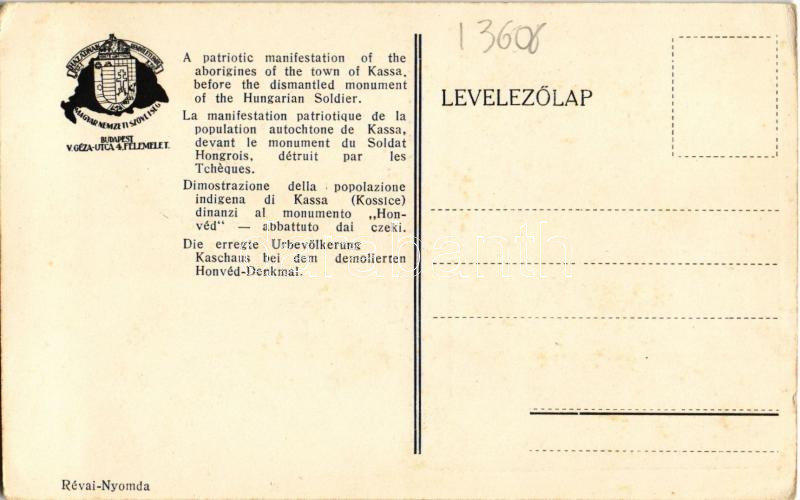 13608
MAGYAR NEMZETI SZÖVETSÉG
BUDAPEST
V. GÉZA-UTCA 4, FÉLEMELET.
A patriotic manifestation of the
aborigines of the town of Kassa,
before the dismantled monument
of the Hungarian Soldier.
La manifestation patriotique de la
population autochtone de Kassa,
devant le monument du Soldat
Hongrois, détruit par les
Tchèques.
Dimostrazione della popolazione
indigena di Kassa (Kossice)
dinanzi al monumento „Hon-
véd“ — abbattuto dai czeki.
Die erregte Urbevölkerung
Kaschaus bei dem demolierten
Honvéd-Denkmal.
LEVELEZŐLAP
Révai-Nyomda